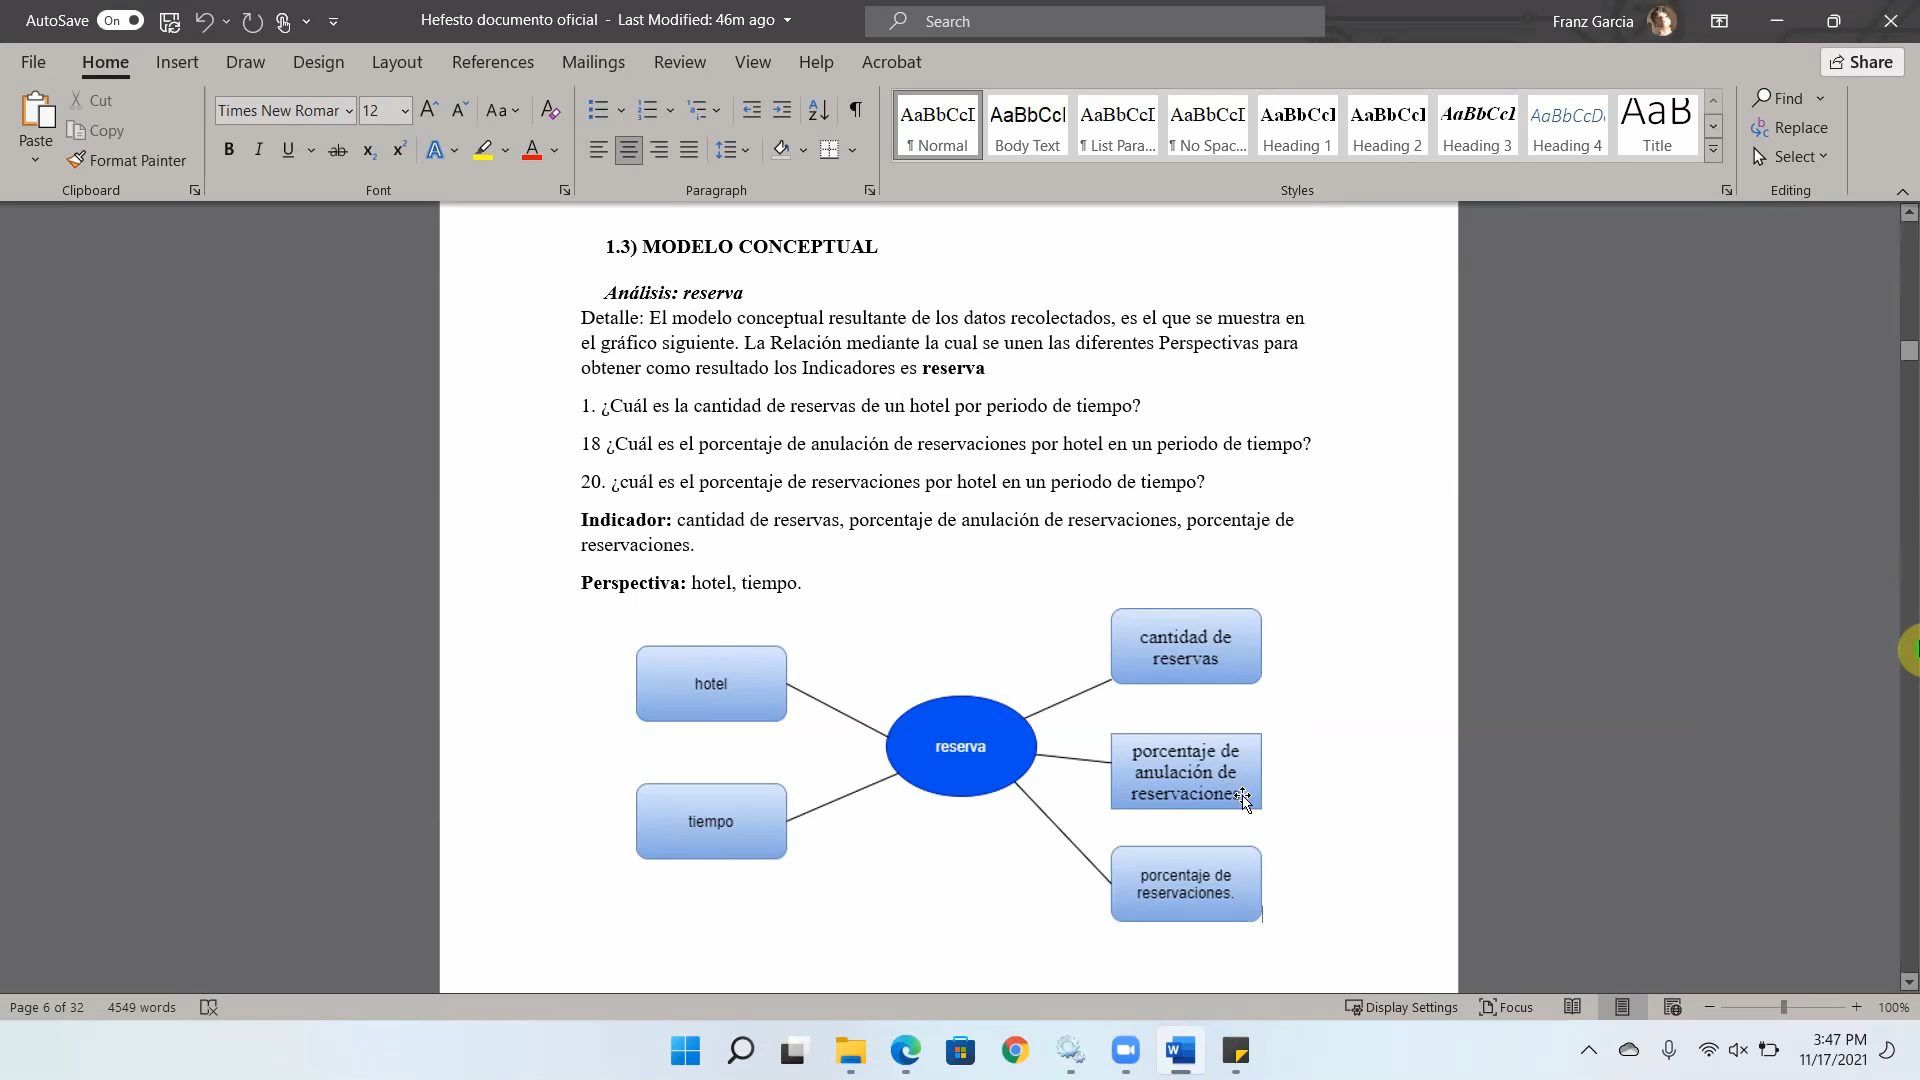 AutoSave On
Hefesto documento oficial - Last Modified: 46m ago
Search
Franz Garcia
File Home Insert Draw Design Layout References Mailings Review View Help Acrobat
Share
Paste
Cut
Copy
Format Painter
Clipboard
Times New Romar 12
Font
Paragraph
AaBbCcI AaBbCcI AaBbCcI AaBbCcI AaBbCcI AaBbCcI AaBbCcI AaBbCcD AaB
¶ Normal Body Text ¶ List Para... ¶ No Spac... Heading 1 Heading 2 Heading 3 Heading 4 Title
Styles
Find
Replace
Select
Editing
1.3) MODELO CONCEPTUAL
Análisis: reserva
Detalle: El modelo conceptual resultante de los datos recolectados, es el que se muestra en
el gráfico siguiente. La Relación mediante la cual se unen las diferentes Perspectivas para
obtener como resultado los Indicadores es reserva
1. ¿Cuál es la cantidad de reservas de un hotel por periodo de tiempo?
18 ¿Cuál es el porcentaje de anulación de reservaciones por hotel en un periodo de tiempo?
20. ¿cuál es el porcentaje de reservaciones por hotel en un periodo de tiempo?
Indicador: cantidad de reservas, porcentaje de anulación de reservaciones, porcentaje de
reservaciones.
Perspectiva: hotel, tiempo.
hotel
tiempo
reserva
cantidad de
reservas
porcentaje de
anulación de
reservaciones
porcentaje de
reservaciones.
Page 6 of 32 4549 words
Display Settings Focus 100%
3:47 PM
11/17/2021